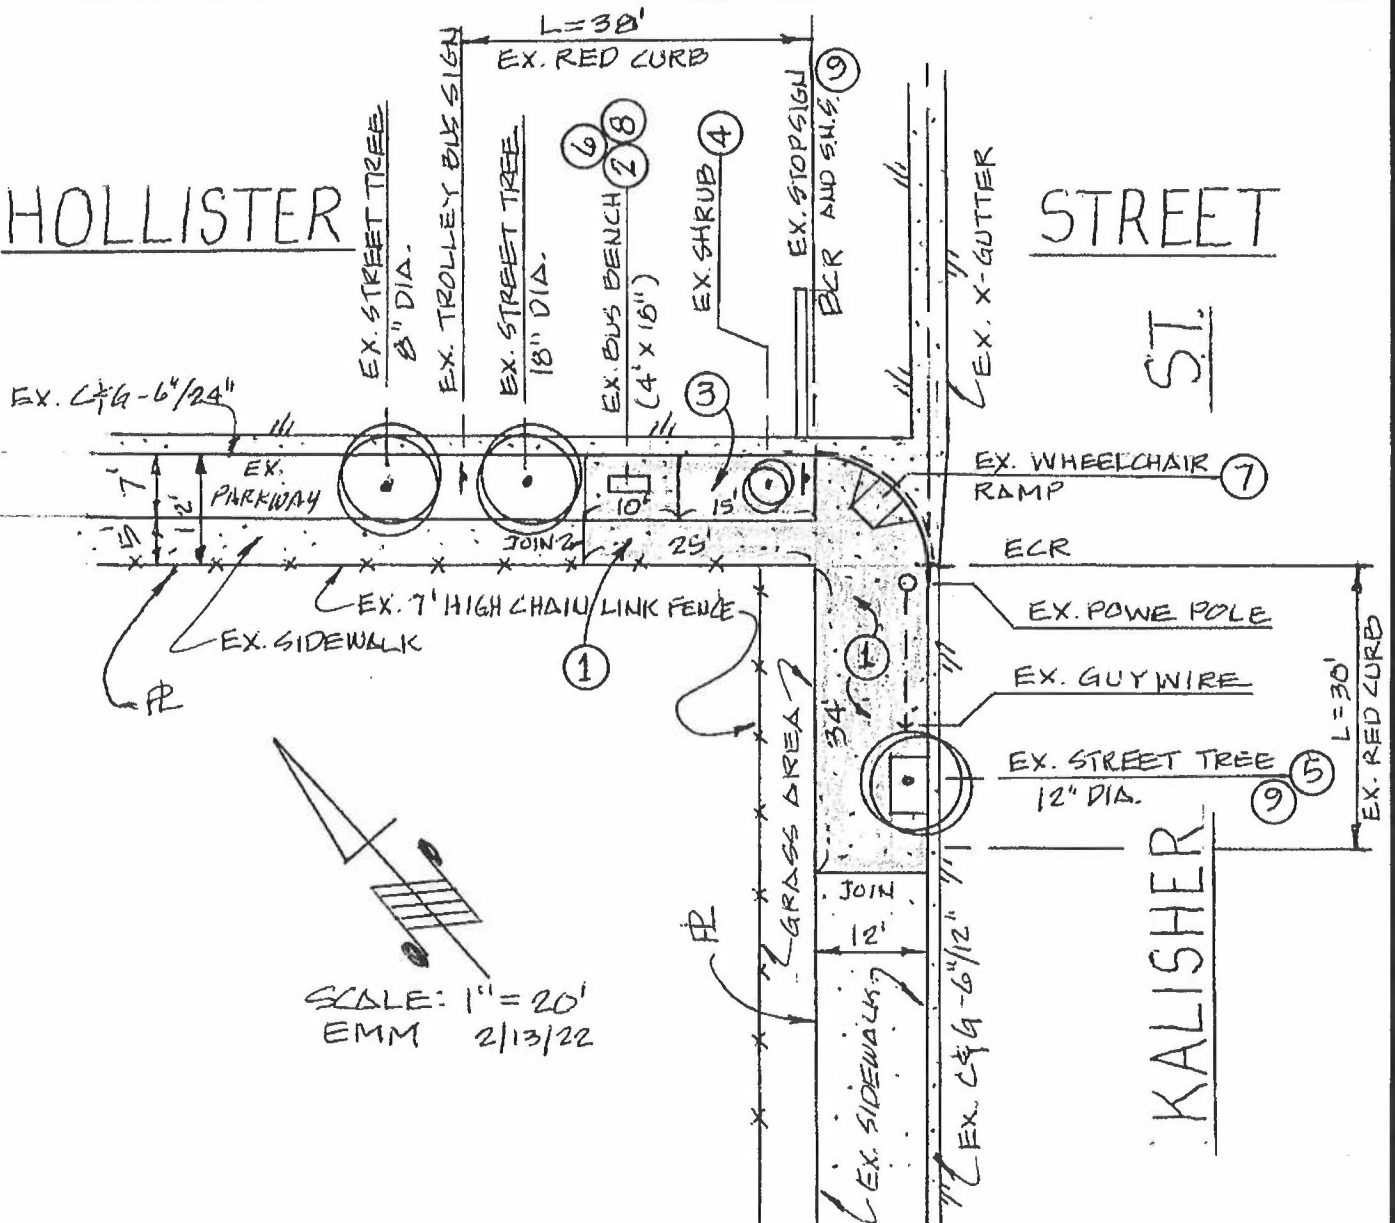 L=38'
EX. RED CURB
HOLLISTER
STREET
EX. STREET TREE
8" DIA.
EX. TROLLEY BUS SIGN
EX. STREET TREE
18" DIA.
EX. BUS BENCH
(4' X 18")
6
8
2
EX. SHRUB
4
EX. STOP SIGN
9
BCR AND S.N.S.
EX. X-GUTTER
ST.
EX. C&G-6"/24"
3
7'
12'
5'
EX.
PARKWAY
10'
15'
JOIN
25'
EX. WHEELCHAIR
RAMP
7
ECR
EX. 7' HIGH CHAIN LINK FENCE
EX. SIDEWALK
PL
1
1
EX. POWE POLE
EX. GUY WIRE
EX. STREET TREE
12" DIA.
5
9
L=30'
EX. RED CURB
GRASS AREA
34'
JOIN
12'
PL
EX. SIDEWALK
EX. C&G-6"/12"
KALISHER
SCALE: 1"=20'
EMM 2/13/22